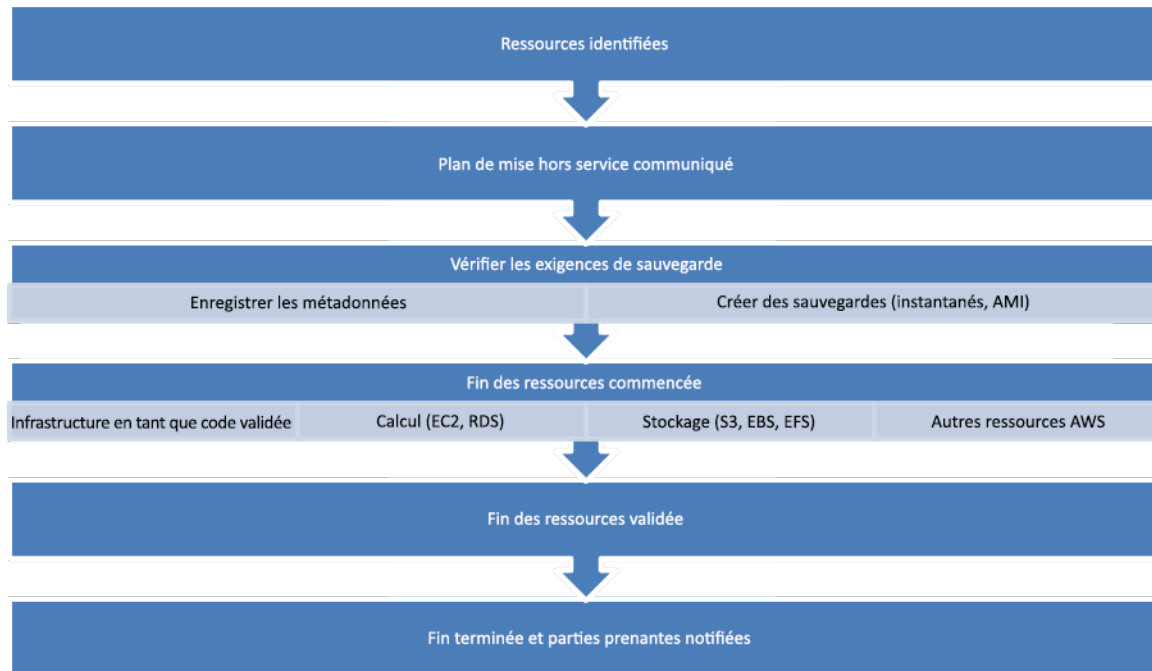 Ressources identifiées
Plan de mise hors service communiqué
Vérifier les exigences de sauvegarde
Enregistrer les métadonnées
Créer des sauvegardes (instantanés, AMI)
Fin des ressources commencée
Infrastructure en tant que code validée
Calcul (EC2, RDS)
Stockage (S3, EBS, EFS)
Autres ressources AWS
Fin des ressources validée
Fin terminée et parties prenantes notifiées